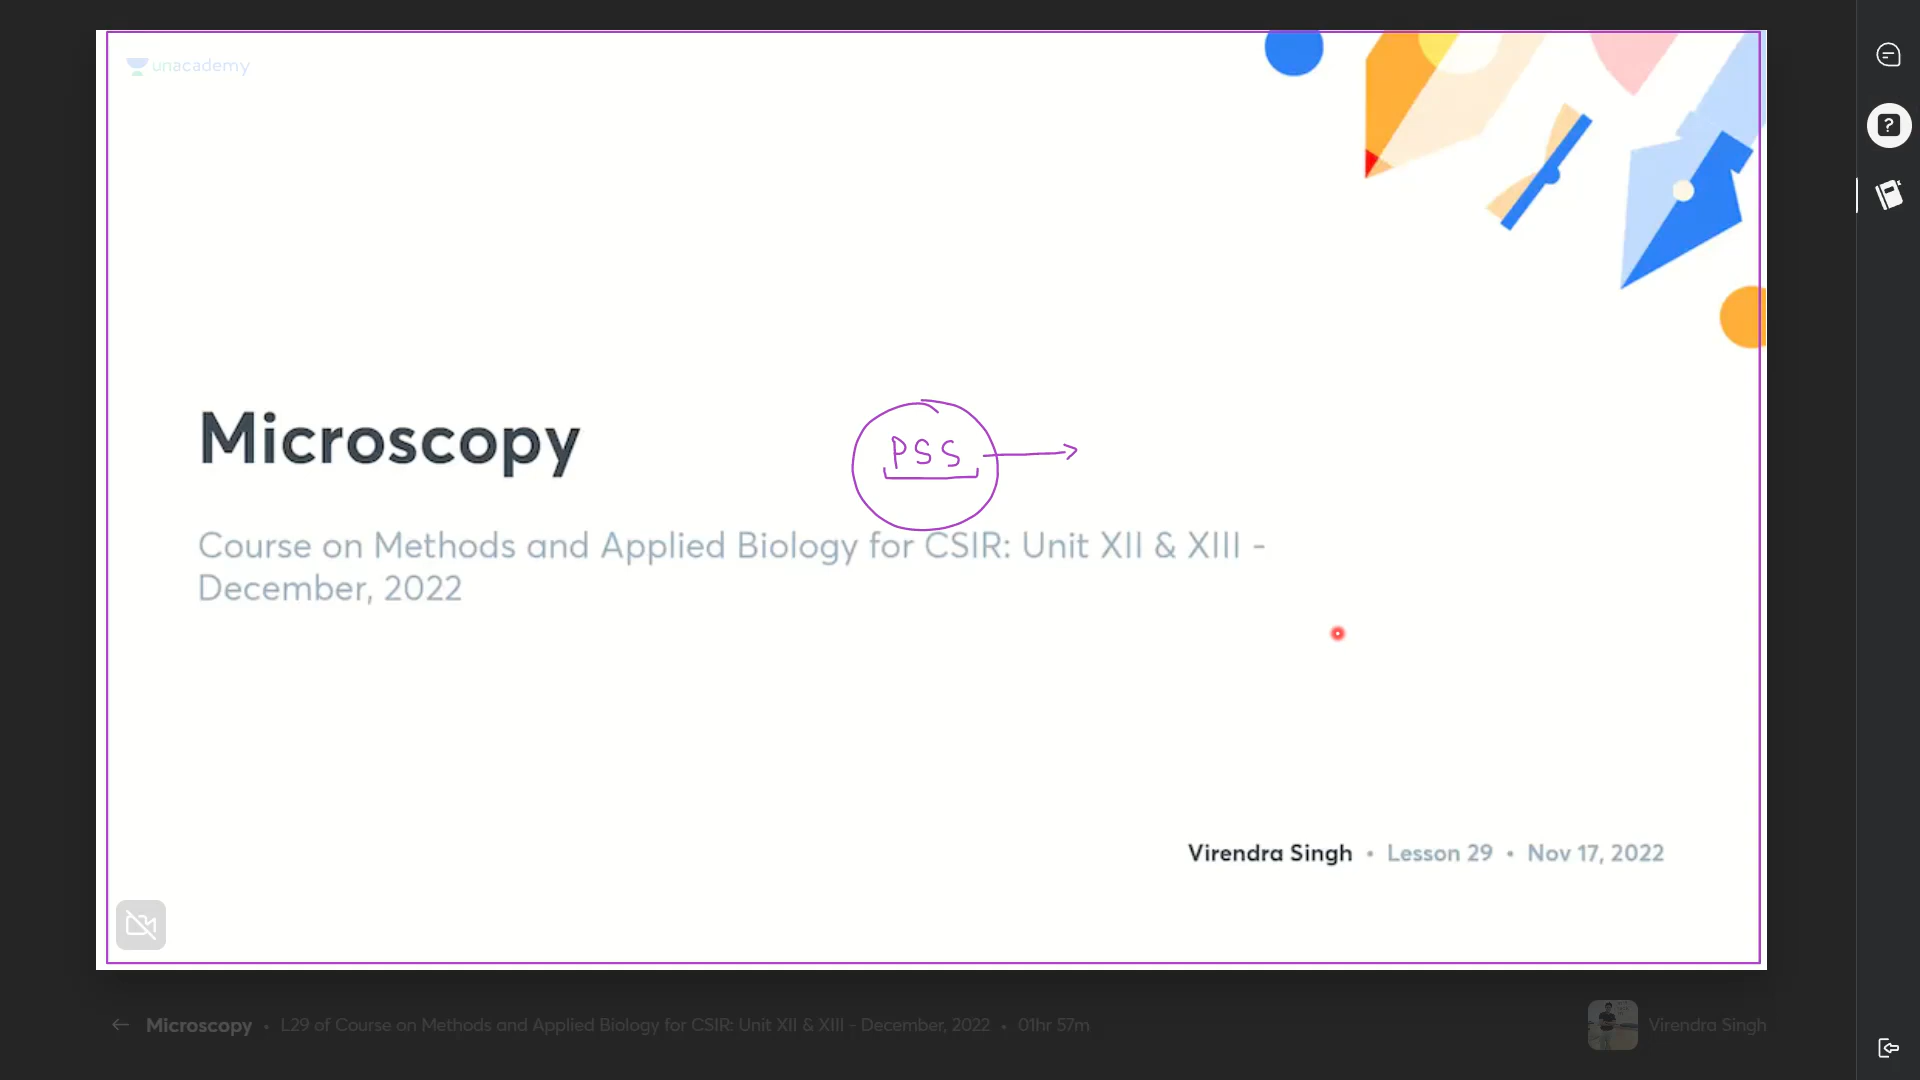 unacademy
Microscopy
PSS
Course on Methods and Applied Biology for CSIR: Unit XII & XIII -
December, 2022
Virendra Singh • Lesson 29 • Nov 17, 2022
Microscopy • L29 of Course on Methods and Applied Biology for CSIR: Unit XII & XIII - December, 2022 • 01hr 57m
Virendra Singh